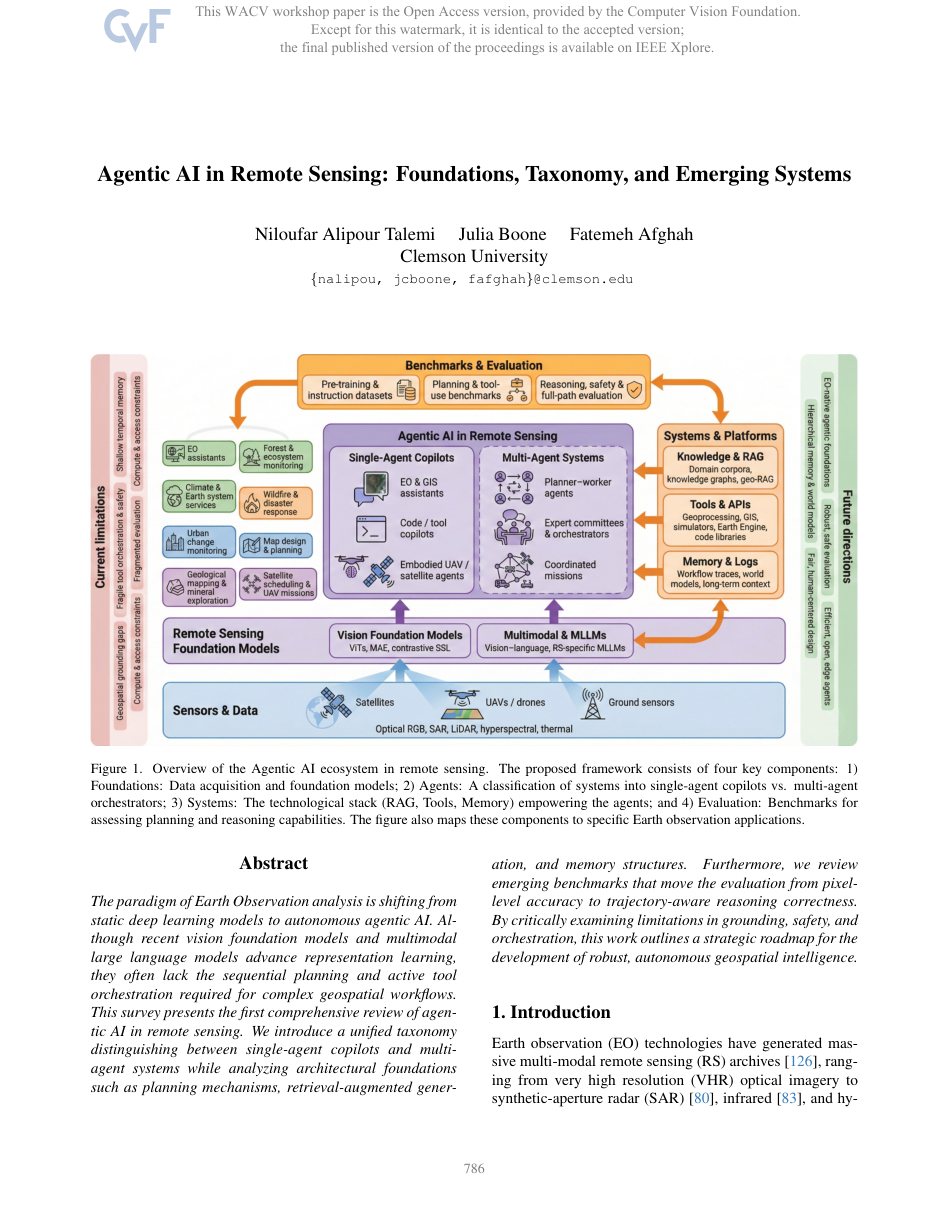 CVF
This WACV workshop paper is the Open Access version, provided by the Computer Vision Foundation.
Except for this watermark, it is identical to the accepted version;
the final published version of the proceedings is available on IEEE Xplore.
Agentic AI in Remote Sensing: Foundations, Taxonomy, and Emerging Systems
Niloufar Alipour Talemi Julia Boone Fatemeh Afghah
Clemson University
{nalipou, jcboone, fafghah}@clemson.edu
Current limitations
Shallow temporal memory
Compute & access constraints
Fragile tool orchestration & safety
Fragmented evaluation
Geospatial grounding gaps
Compute & access constraints
Benchmarks & Evaluation
Pre-training &
instruction datasets
Planning & tool-
use benchmarks
Reasoning, safety &
full-path evaluation
EO
assistants
Forest &
ecosystem
monitoring
Climate &
Earth system
services
Wildfire &
disaster
response
Urban
change
monitoring
Map design
& planning
Geological
mapping &
mineral
exploration
Satellite
scheduling &
UAV missions
Agentic AI in Remote Sensing
Single-Agent Copilots
EO & GIS
assistants
Code / tool
copilots
Embodied UAV /
satellite agents
Multi-Agent Systems
Planner–worker
agents
Expert committees
& orchestrators
Coordinated
missions
Systems & Platforms
Knowledge & RAG
Domain corpora,
knowledge graphs, geo-RAG
Tools & APIs
Geoprocessing, GIS,
simulators, Earth Engine,
code libraries
Memory & Logs
Workflow traces, world
models, long-term context
Remote Sensing
Foundation Models
Vision Foundation Models
ViTs, MAE, contrastive SSL
Multimodal & MLLMs
Vision–language, RS-specific MLLMs
Sensors & Data
Satellites
UAVs / drones
Ground sensors
Optical RGB, SAR, LiDAR, hyperspectral, thermal
EO-native agentic foundations
Hierarchical memory & world models
Robust, safe evaluation
Fair, human-centered design
Efficient, open, edge agents
Future directions
Figure 1. Overview of the Agentic AI ecosystem in remote sensing. The proposed framework consists of four key components: 1)
Foundations: Data acquisition and foundation models; 2) Agents: A classification of systems into single-agent copilots vs. multi-agent
orchestrators; 3) Systems: The technological stack (RAG, Tools, Memory) empowering the agents; and 4) Evaluation: Benchmarks for
assessing planning and reasoning capabilities. The figure also maps these components to specific Earth observation applications.
Abstract
The paradigm of Earth Observation analysis is shifting from
static deep learning models to autonomous agentic AI. Al-
though recent vision foundation models and multimodal
large language models advance representation learning,
they often lack the sequential planning and active tool
orchestration required for complex geospatial workflows.
This survey presents the first comprehensive review of agen-
tic AI in remote sensing. We introduce a unified taxonomy
distinguishing between single-agent copilots and multi-
agent systems while analyzing architectural foundations
such as planning mechanisms, retrieval-augmented gener-
ation, and memory structures. Furthermore, we review
emerging benchmarks that move the evaluation from pixel-
level accuracy to trajectory-aware reasoning correctness.
By critically examining limitations in grounding, safety, and
orchestration, this work outlines a strategic roadmap for the
development of robust, autonomous geospatial intelligence.
1. Introduction
Earth observation (EO) technologies have generated mas-
sive multi-modal remote sensing (RS) archives [126], rang-
ing from very high resolution (VHR) optical imagery to
synthetic-aperture radar (SAR) [80], infrared [83], and hy-
786